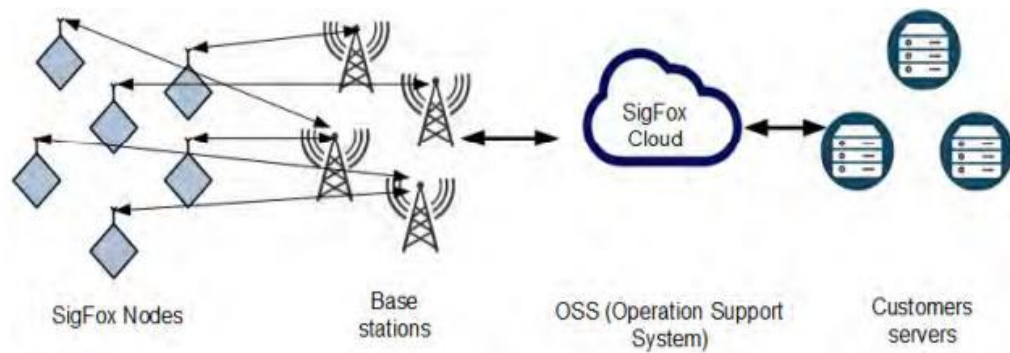 SigFox
Cloud
SigFox Nodes
Base
stations
OSS (Operation Support
System)
Customers
servers